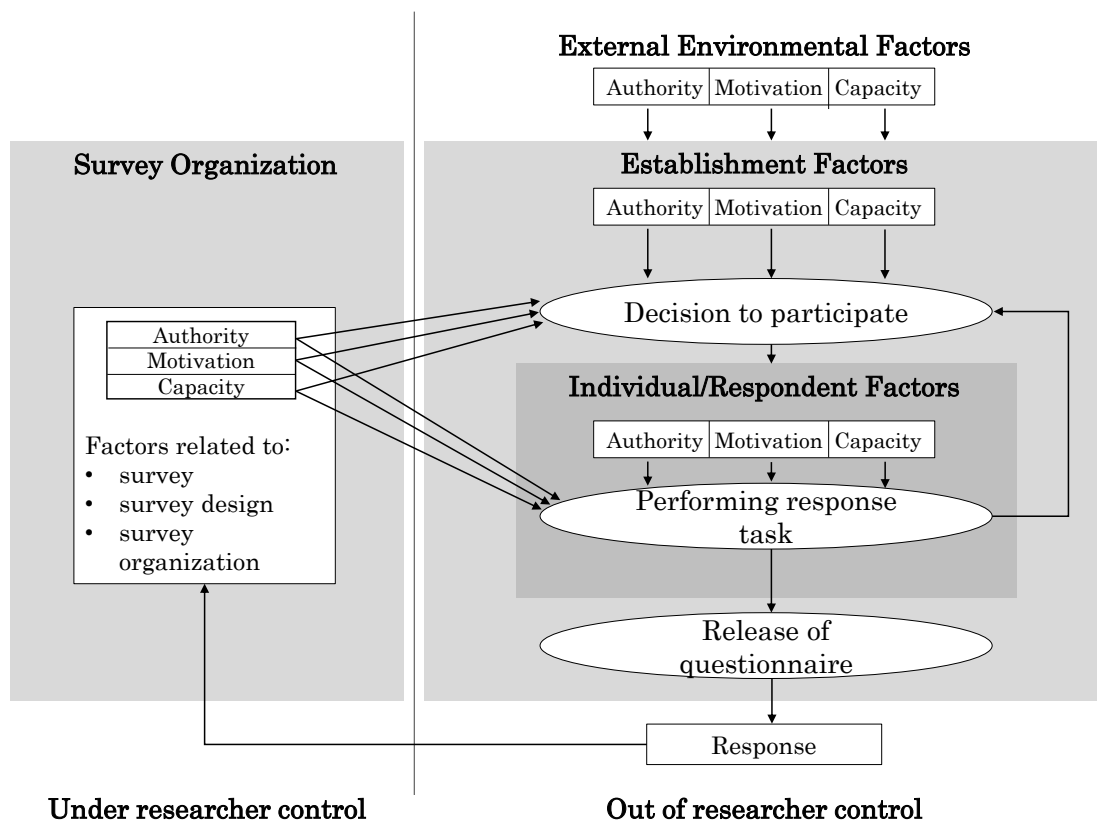 External Environmental Factors
Authority Motivation Capacity
Survey Organization
Establishment Factors
Authority Motivation Capacity
Decision to participate
Authority
Motivation
Capacity
Factors related to:
• survey
• survey design
• survey
organization
Individual/Respondent Factors
Authority Motivation Capacity
Performing response
task
Release of
questionnaire
Response
Under researcher control
Out of researcher control